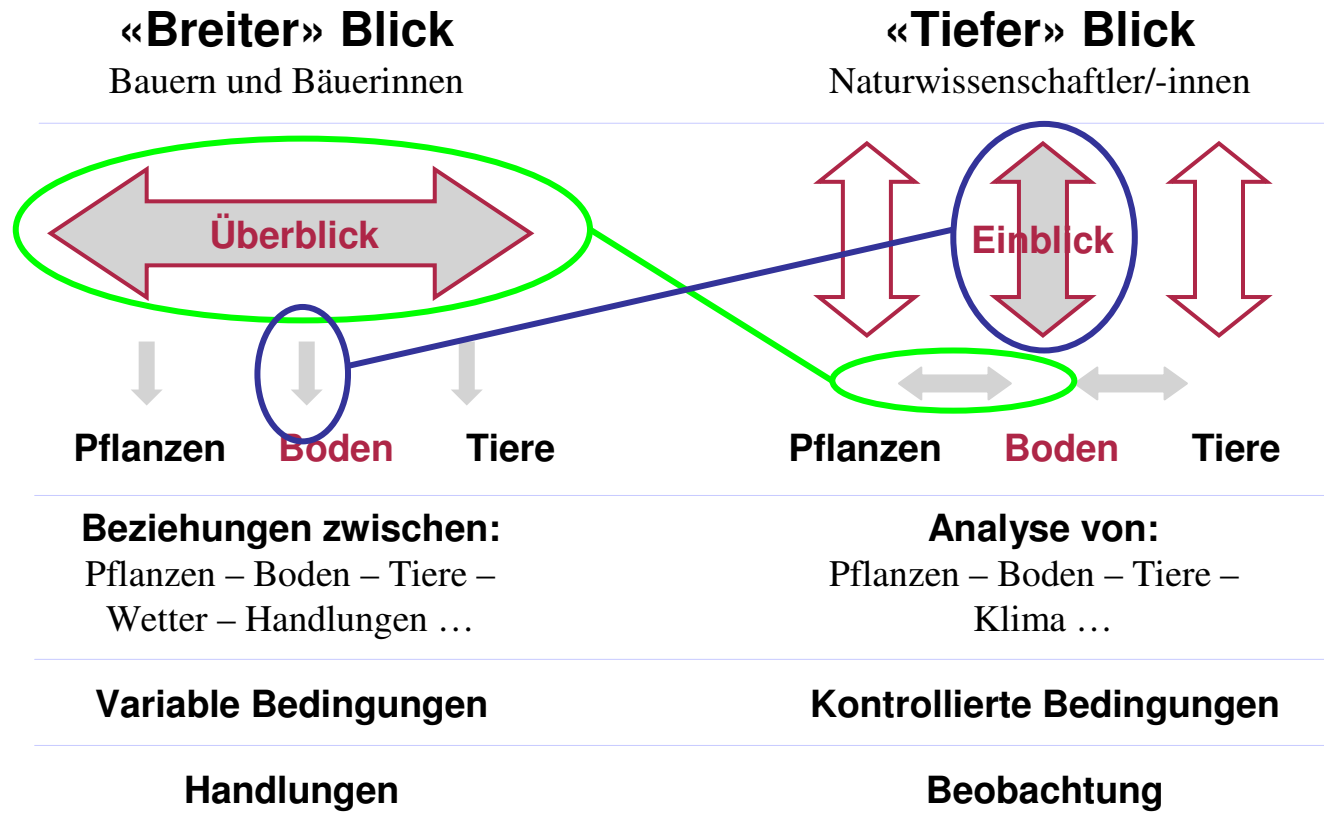 «Breiter» Blick
Bauern und Bäuerinnen
«Tiefer» Blick
Naturwissenschaftler/-innen
Überblick
Einblick
Pflanzen Boden Tiere
Pflanzen Boden Tiere
Beziehungen zwischen:
Pflanzen – Boden – Tiere –
Wetter – Handlungen …
Analyse von:
Pflanzen – Boden – Tiere –
Klima …
Variable Bedingungen
Kontrollierte Bedingungen
Handlungen
Beobachtung